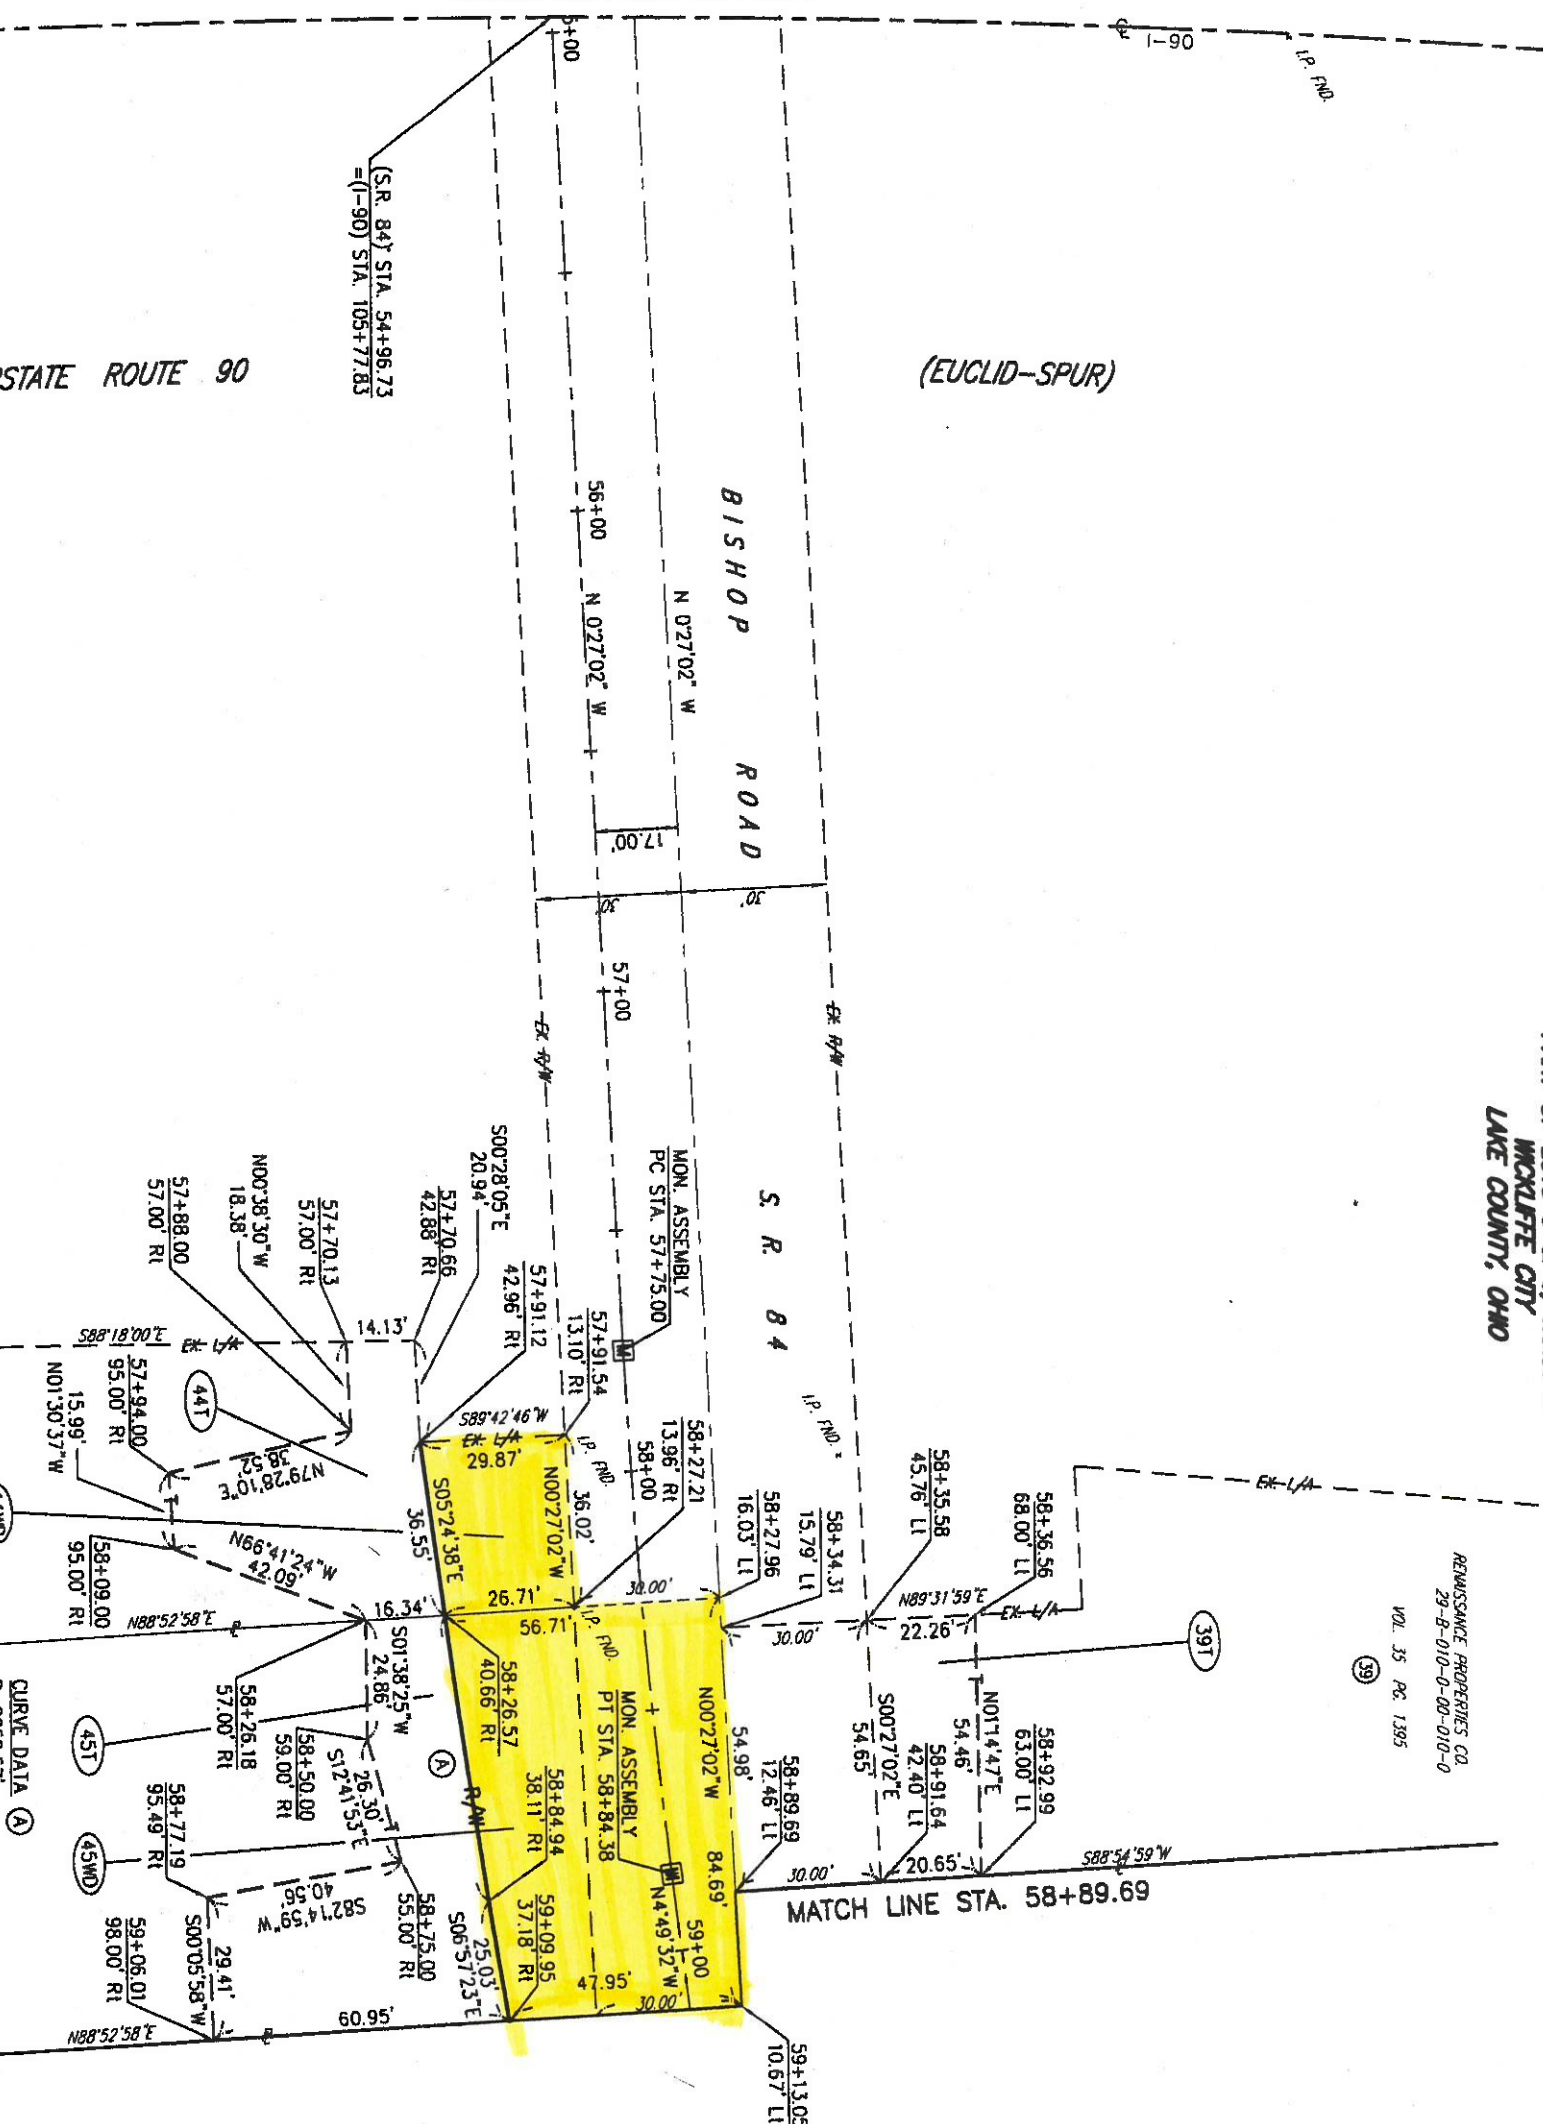 ℄ I-90
I.P. FND.
5+00
(S.R. 84) STA. 54+96.73
=(I-90) STA. 105+77.83
STATE ROUTE 90
(EUCLID-SPUR)
BISHOP ROAD
56+00
N 0°27'02" W
N 0°27'02" W
17.00'
30'
30'
57+00
EX. R/W
EX. R/W
WICKLIFFE CITY
LAKE COUNTY, OHIO
S. R. 84
MON. ASSEMBLY
PC STA. 57+75.00
S00°28'05"E
20.94'
57+70.66
42.88' Rt
57+91.12
42.96' Rt
57+91.54
13.10' Rt
57+70.13
57.00' Rt
N00°38'30"W
18.38'
57+88.00
57.00' Rt
14.13'
S88°18'00"E
EX. L/A
44T
57+94.00
95.00' Rt
15.99'
N01°30'37"W
N79°28'10"E
38.52'
S89°42'46"W
EX. L/A
29.87'
I.P. FND.
58+00
58+27.21
13.96' Rt
N00°27'02"W
36.02'
S05°24'38"E
36.55'
58+27.96
16.03' Lt
58+34.31
15.79' Lt
I.P. FND.
58+35.58
45.76' Lt
58+36.56
68.00' Lt
EX. L/A
EX. L/A
N89°31'59"E
22.26'
30.00'
30.00'
26.71'
56.71'
I.P. FND.
16.34'
N88°52'58"E
N66°41'24"W
42.09'
58+09.00
95.00' Rt
39T
RENAISSANCE PROPERTIES CO.
29-B-010-0-00-010-0
VOL. 35 PG. 1395
39
N01°14'47"E
54.46'
S00°27'02"E
54.65'
58+92.99
63.00' Lt
58+91.64
42.40' Lt
58+89.69
12.46' Lt
N00°27'02"W
54.98'
84.69'
MON. ASSEMBLY
PT STA. 58+84.38
58+26.57
40.66' Rt
58+84.94
38.11' Rt
A
R/W
S01°38'25"W
24.86'
58+26.18
57.00' Rt
58+50.00
59.00' Rt
26.30'
S12°41'53"E
45T
CURVE DATA A
45WD
58+77.19
95.49' Rt
S82°14'59"W
40.56'
58+75.00
55.00' Rt
59+09.95
37.18' Rt
25.03'
S06°57'23"E
N4°49'32"W
59+00
30.00'
20.65'
S88°54'59"W
MATCH LINE STA. 58+89.69
29.41'
S00°05'58"W
59+06.01
98.00' Rt
60.95'
N88°52'58"E
47.95'
30.00'
59+13.05
10.67' Lt